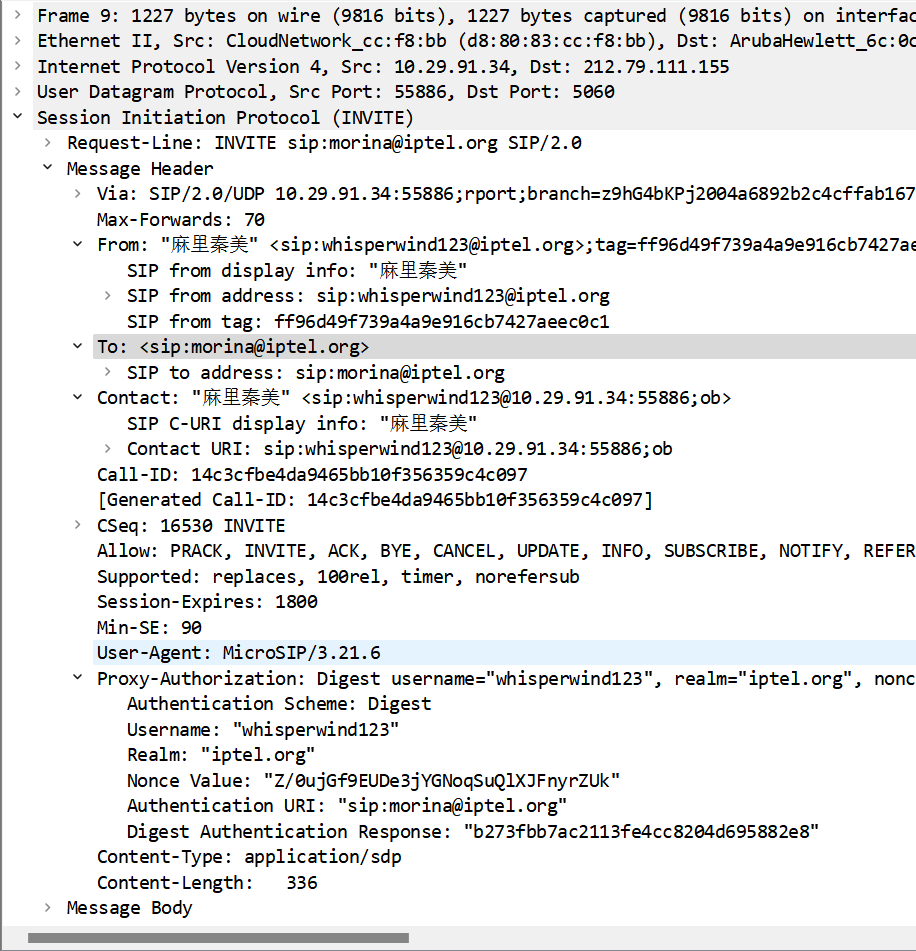 Frame 9: 1227 bytes on wire (9816 bits), 1227 bytes captured (9816 bits) on interfac
Ethernet II, Src: CloudNetwork_cc:f8:bb (d8:80:83:cc:f8:bb), Dst: ArubaHewlett_6c:0c
Internet Protocol Version 4, Src: 10.29.91.34, Dst: 212.79.111.155
User Datagram Protocol, Src Port: 55886, Dst Port: 5060
Session Initiation Protocol (INVITE)
Request-Line: INVITE sip:morina@iptel.org SIP/2.0
Message Header
Via: SIP/2.0/UDP 10.29.91.34:55886;rport;branch=z9hG4bKPj2004a6892b2c4cffab167
Max-Forwards: 70
From: "麻里秦美" <sip:whisperwind123@iptel.org>;tag=ff96d49f739a4a9e916cb7427ae
SIP from display info: "麻里秦美"
SIP from address: sip:whisperwind123@iptel.org
SIP from tag: ff96d49f739a4a9e916cb7427aeec0c1
To: <sip:morina@iptel.org>
SIP to address: sip:morina@iptel.org
Contact: "麻里秦美" <sip:whisperwind123@10.29.91.34:55886;ob>
SIP C-URI display info: "麻里秦美"
Contact URI: sip:whisperwind123@10.29.91.34:55886;ob
Call-ID: 14c3cfbe4da9465bb10f356359c4c097
[Generated Call-ID: 14c3cfbe4da9465bb10f356359c4c097]
CSeq: 16530 INVITE
Allow: PRACK, INVITE, ACK, BYE, CANCEL, UPDATE, INFO, SUBSCRIBE, NOTIFY, REFER
Supported: replaces, 100rel, timer, norefersub
Session-Expires: 1800
Min-SE: 90
User-Agent: MicroSIP/3.21.6
Proxy-Authorization: Digest username="whisperwind123", realm="iptel.org", nonc
Authentication Scheme: Digest
Username: "whisperwind123"
Realm: "iptel.org"
Nonce Value: "Z/0ujGf9EUDe3jYGNoqSuQlXJFnyrZUk"
Authentication URI: "sip:morina@iptel.org"
Digest Authentication Response: "b273fbb7ac2113fe4cc8204d695882e8"
Content-Type: application/sdp
Content-Length:   336
Message Body